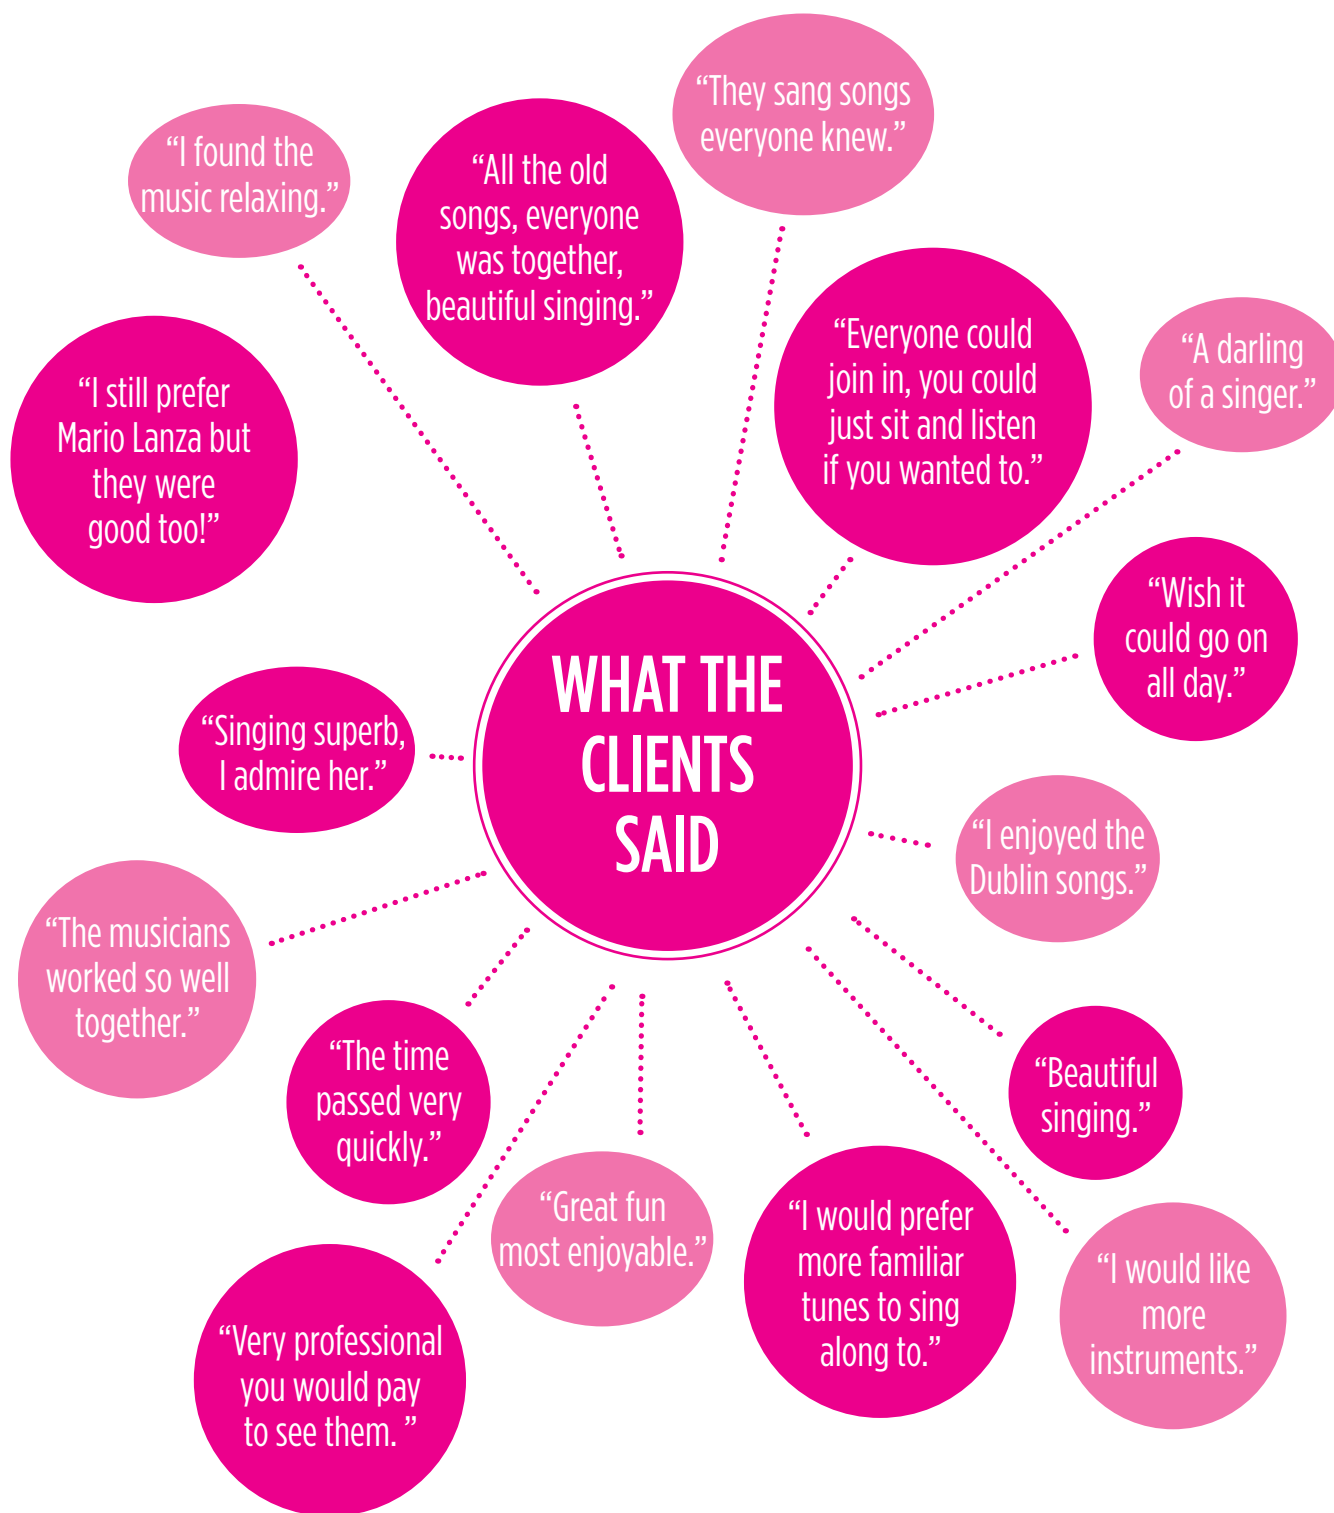 “They sang songs
everyone knew.”
“I found the
music relaxing.”
“All the old
songs, everyone
was together,
beautiful singing.”
“Everyone could
join in, you could
just sit and listen
if you wanted to.”
“A darling
of a singer.”
“I still prefer
Mario Lanza but
they were
good too!”
“Wish it
could go on
all day.”
WHAT THE
CLIENTS
SAID
“Singing superb,
I admire her.”
“I enjoyed the
Dublin songs.”
“The musicians
worked so well
together.”
“The time
passed very
quickly.”
“Beautiful
singing.”
“Great fun
most enjoyable.”
“I would prefer
more familiar
tunes to sing
along to.”
“I would like
more
instruments.”
“Very professional
you would pay
to see them. ”